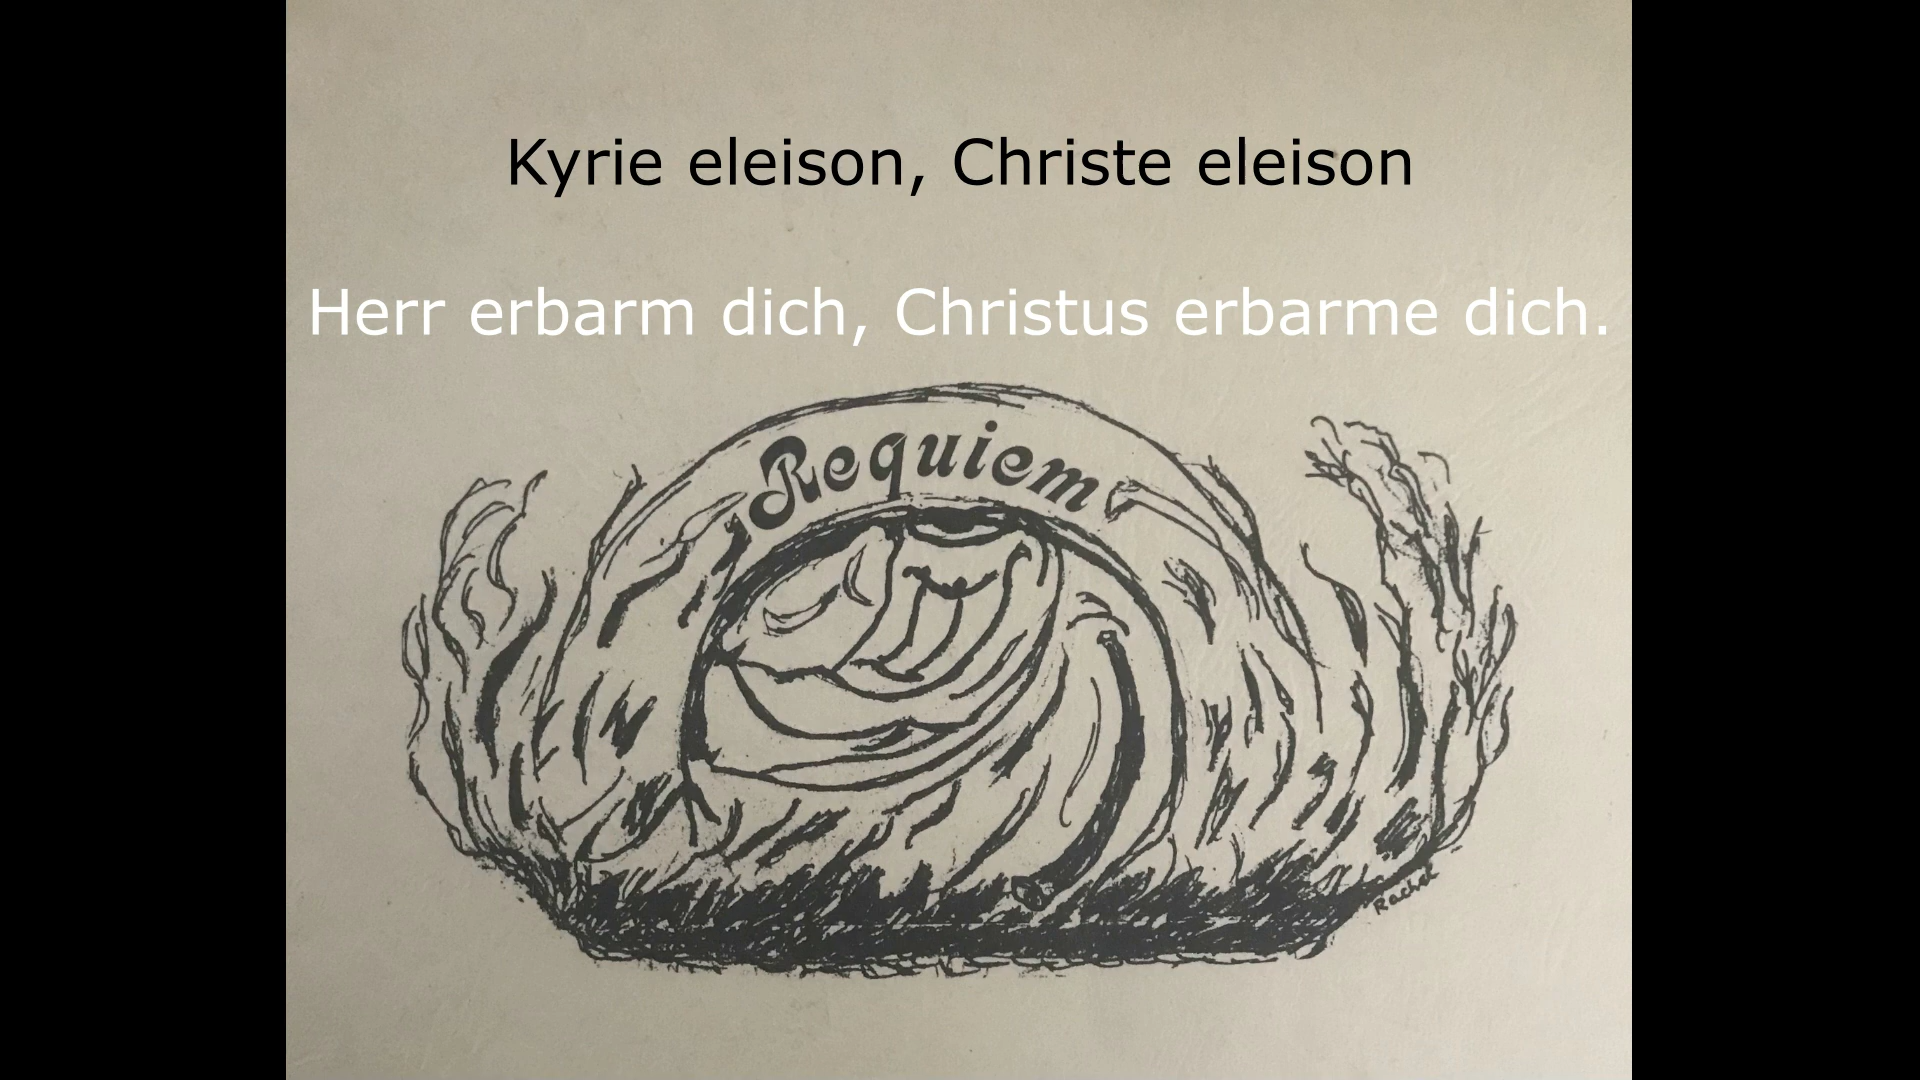 Kyrie eleison, Christe eleison
Herr erbarm dich, Christus erbarme dich.
Requiem
Rachel